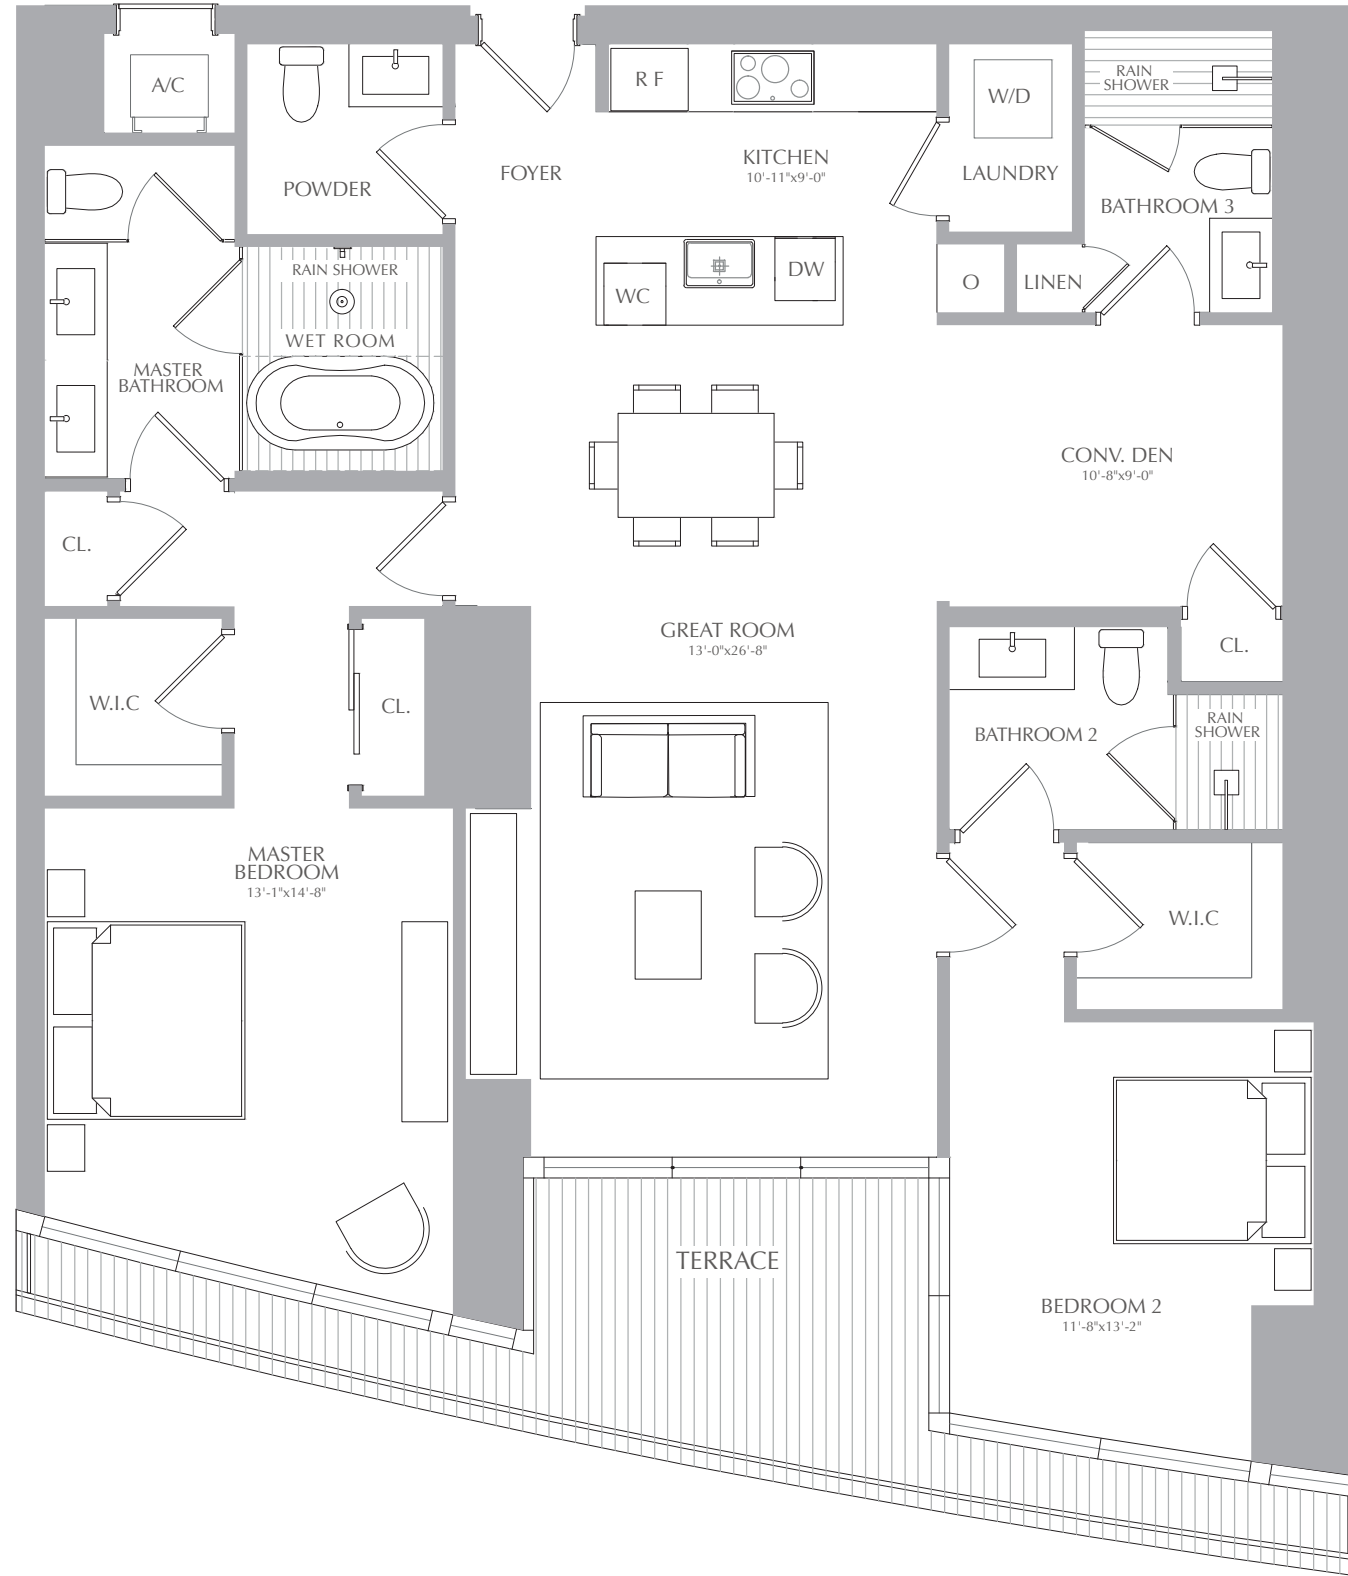 A/C
R F
W/D
RAIN
SHOWER
POWDER
FOYER
KITCHEN
10'-11"x9'-0"
LAUNDRY
BATHROOM 3
RAIN SHOWER
WET ROOM
WC
DW
O
LINEN
MASTER
BATHROOM
CONV. DEN
10'-8"x9'-0"
CL.
GREAT ROOM
13'-0"x26'-8"
CL.
W.I.C
CL.
BATHROOM 2
RAIN
SHOWER
MASTER
BEDROOM
13'-1"x14'-8"
W.I.C
TERRACE
BEDROOM 2
11'-8"x13'-2"